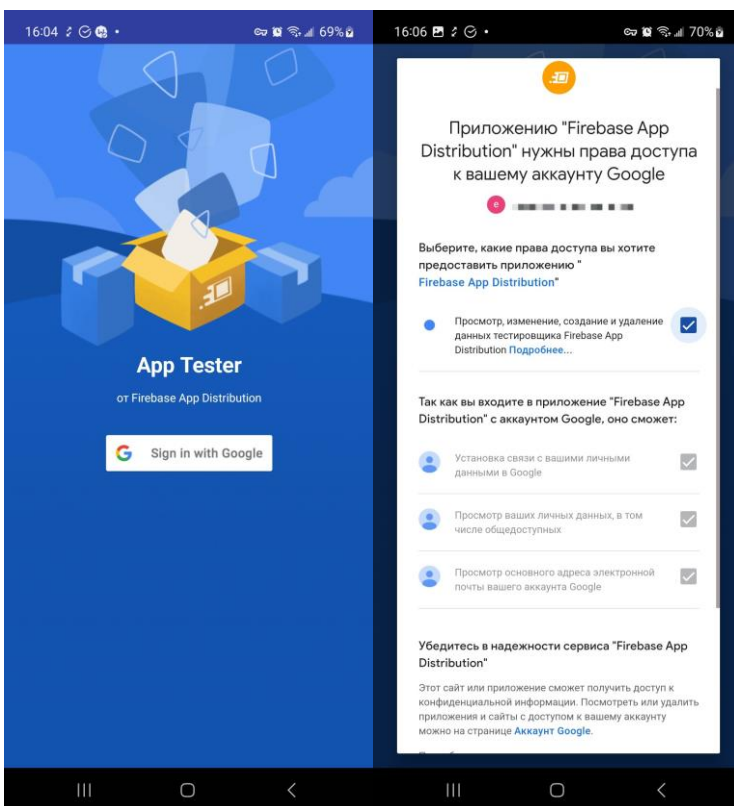 16:04
69%
App Tester
от Firebase App Distribution
Sign in with Google
16:06
70%
Приложению "Firebase App
Distribution" нужны права доступа
к вашему аккаунту Google
e
Выберите, какие права доступа вы хотите
предоставить приложению "
Firebase App Distribution"
Просмотр, изменение, создание и удаление
данных тестировщика Firebase App
Distribution Подробнее...
Так как вы входите в приложение "Firebase App
Distribution" с аккаунтом Google, оно сможет:
Установка связи с вашими личными
данными в Google
Просмотр ваших личных данных, в том
числе общедоступных
Просмотр основного адреса электронной
почты вашего аккаунта Google
Убедитесь в надежности сервиса "Firebase App
Distribution"
Этот сайт или приложение сможет получить доступ к
конфиденциальной информации. Посмотреть или удалить
приложения и сайты с доступом к вашему аккаунту
можно на странице Аккаунт Google.